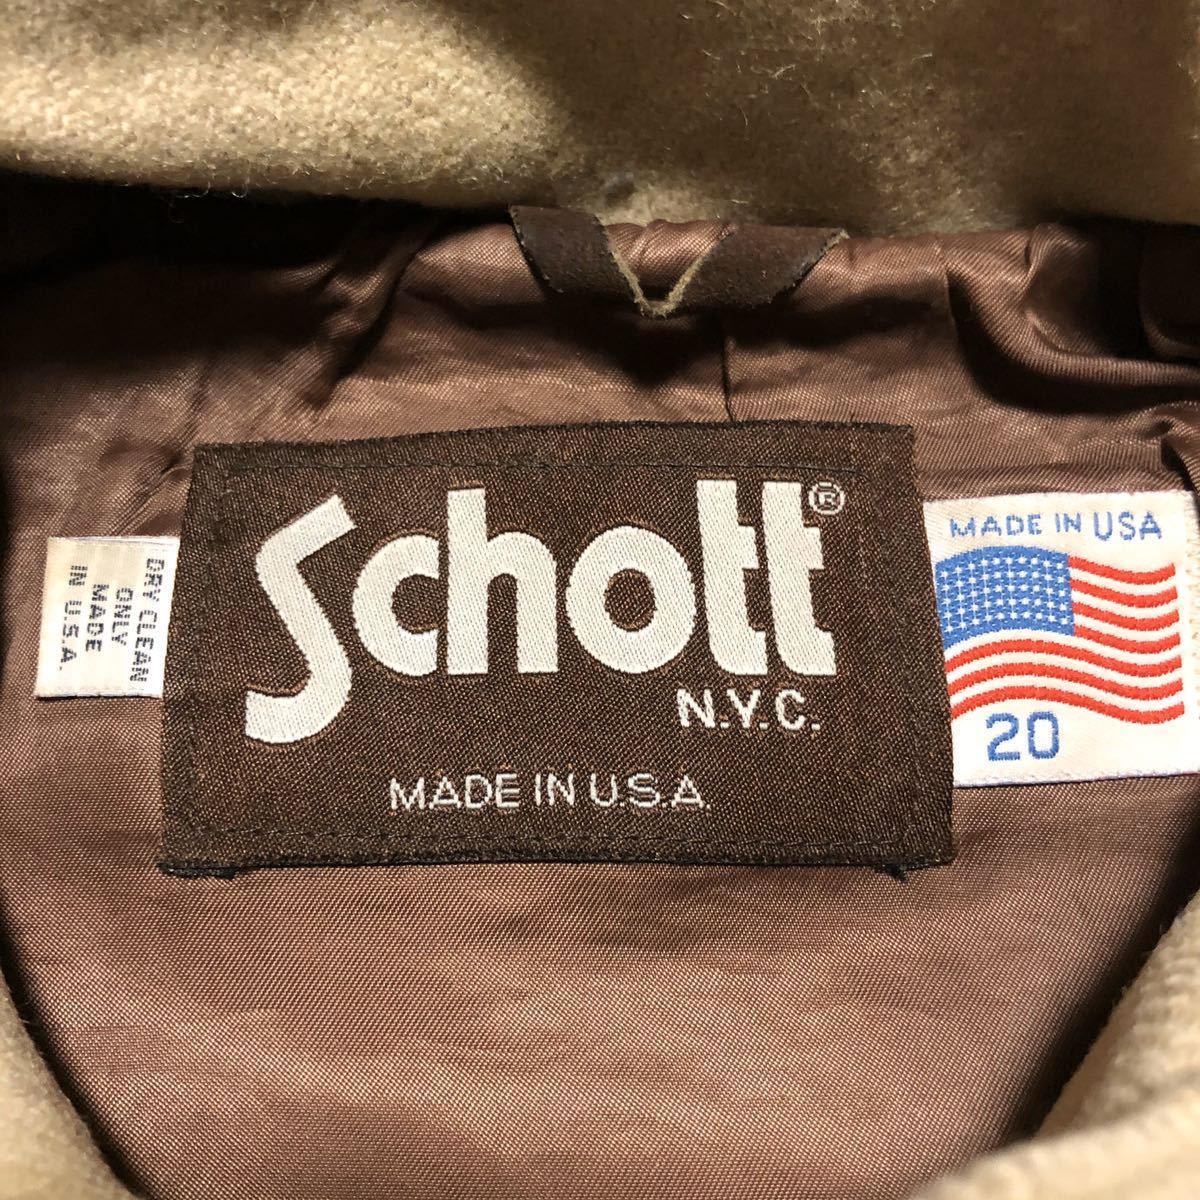 DRY CLEAN
ONLY
MADE
IN U.S.A.
Schott®
N.Y.C.
MADE IN U.S.A.
MADE IN USA
20